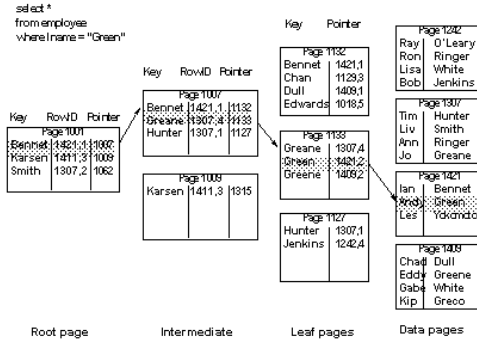 select *
from employee
where lname = "Green"
Key RowID Pointer
Page 1001
Bennet 1421,1 1007
Karsen 1411,3 1009
Smith 1307,2 1062
Root page
Key RowID Pointer
Page 1007
Bennet 1421,1 1132
Greane 1307,4 1133
Hunter 1307,1 1127
Page 1009
Karsen 1411,3 1315
Intermediate
Key Pointer
Page 1132
Bennet 1421,1
Chan 1129,3
Dull 1409,1
Edwards 1018,5
Page 1133
Greane 1307,4
Green 1421,2
Greene 1409,2
Page 1127
Hunter 1307,1
Jenkins 1242,4
Leaf pages
Page 1242
Ray O'Leary
Ron Ringer
Lisa White
Bob Jenkins
Page 1307
Tim Hunter
Liv Smith
Ann Ringer
Jo Greane
Page 1421
Ian Bennet
Andy Green
Les
Page 1409
Chad Dull
Eddy Greene
Gabe White
Kip Greco
Data pages